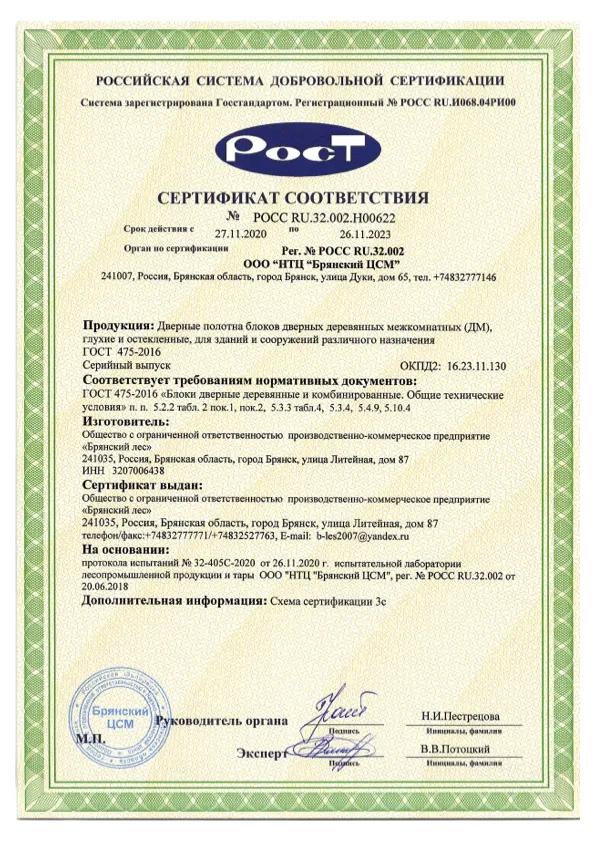 РОССИЙСКАЯ СИСТЕМА ДОБРОВОЛЬНОЙ СЕРТИФИКАЦИИ
Система зарегистрирована Госстандартом. Регистрационный № РОСС RU.И068.04РИ00
РОСТ
СЕРТИФИКАТ СООТВЕТСТВИЯ
№ РОСС RU.32.002.Н00622
Срок действия с 27.11.2020 по 26.11.2023
Орган по сертификации Рег. № РОСС RU.32.002
ООО “НТЦ “Брянский ЦСМ”
241007, Россия, Брянская область, город Брянск, улица Дуки, дом 65, тел. +74832777146
Продукция: Дверные полотна блоков дверных деревянных межкомнатных (ДМ),
глухие и остекленные, для зданий и сооружений различного назначения
ГОСТ 475-2016
Серийный выпуск ОКПД2: 16.23.11.130
Соответствует требованиям нормативных документов:
ГОСТ 475-2016 «Блоки дверные деревянные и комбинированные. Общие технические
условия» п. п. 5.2.2 табл. 2 пок.1, пок.2, 5.3.3 табл.4, 5.3.4, 5.4.9, 5.10.4
Изготовитель:
Общество с ограниченной ответственностью производственно-коммерческое предприятие
«Брянский лес»
241035, Россия, Брянская область, город Брянск, улица Литейная, дом 87
ИНН 3207006438
Сертификат выдан:
Общество с ограниченной ответственностью производственно-коммерческое предприятие
«Брянский лес»
241035, Россия, Брянская область, город Брянск, улица Литейная, дом 87
телефон/факс:+74832777771/+74832527763, E-mail: b-les2007@yandex.ru
На основании:
протокола испытаний № 32-405С-2020 от 26.11.2020 г. испытательной лаборатории
лесопромышленной продукции и тары ООО "НТЦ "Брянский ЦСМ", рег. № РОСС RU.32.002 от
20.06.2018
Дополнительная информация: Схема сертификации 3с
Брянский
ЦСМ
М.П.
Руководитель органа
Подпись
Н.И.Пестрецова
Инициалы, фамилия
Эксперт
Подпись
В.В.Потоцкий
Инициалы, фамилия